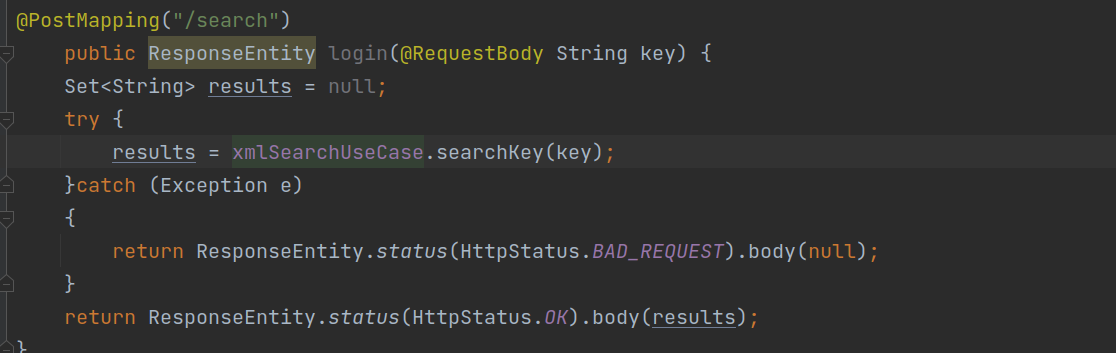 @PostMapping("/search")
public ResponseEntity login(@RequestBody String key) {
Set<String> results = null;
try {
results = xmlSearchUseCase.searchKey(key);
}catch (Exception e)
{
return ResponseEntity.status(HttpStatus.BAD_REQUEST).body(null);
}
return ResponseEntity.status(HttpStatus.OK).body(results);
}